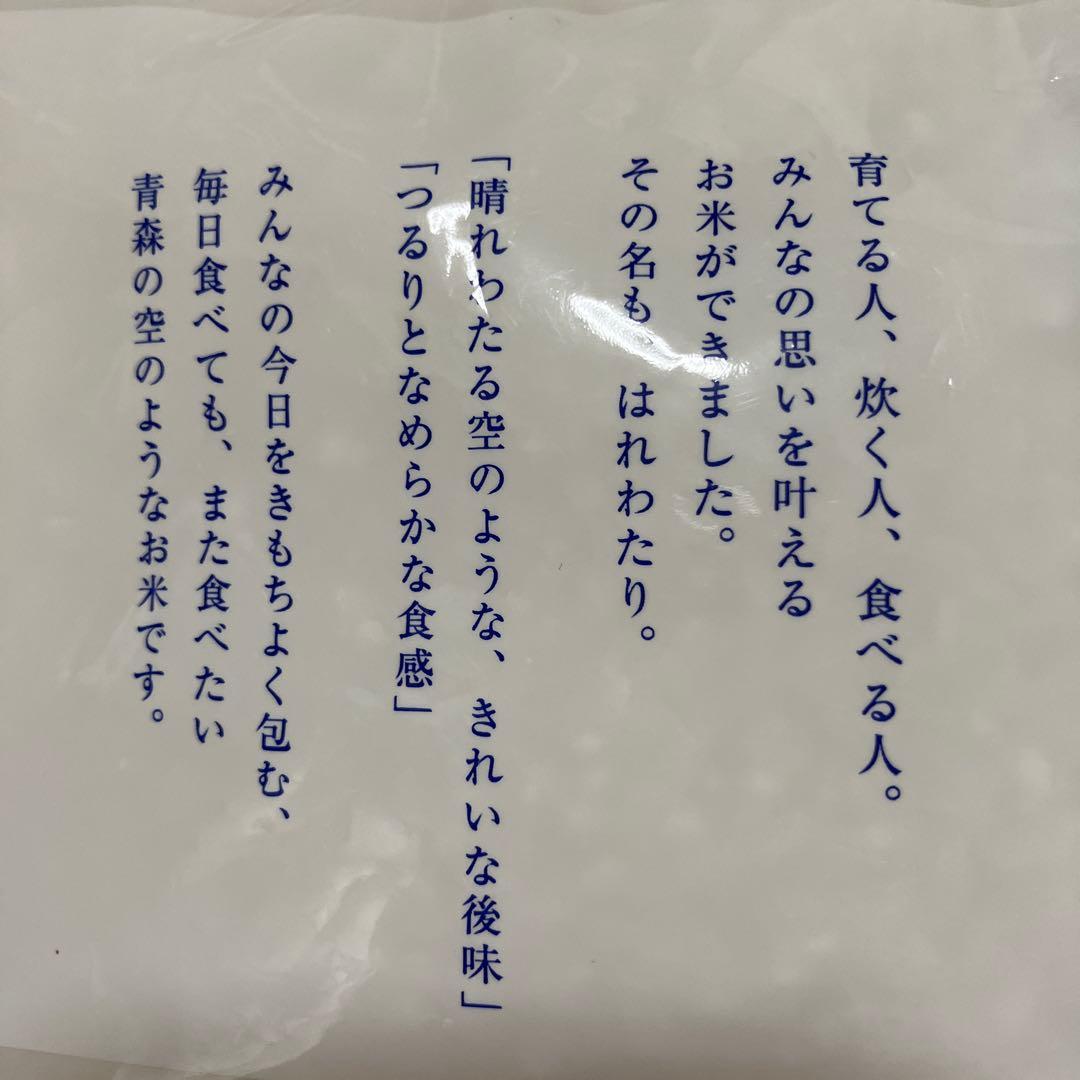 育てる人、炊く人、食べる人。
みんなの思いを叶える
お米ができました。
その名も、はれわたり。
「晴れわたる空のような、きれいな後味」
「つるりとなめらかな食感」
みんなの今日をきもちよく包む、
毎日食べても、また食べたい
青森の空のようなお米です。